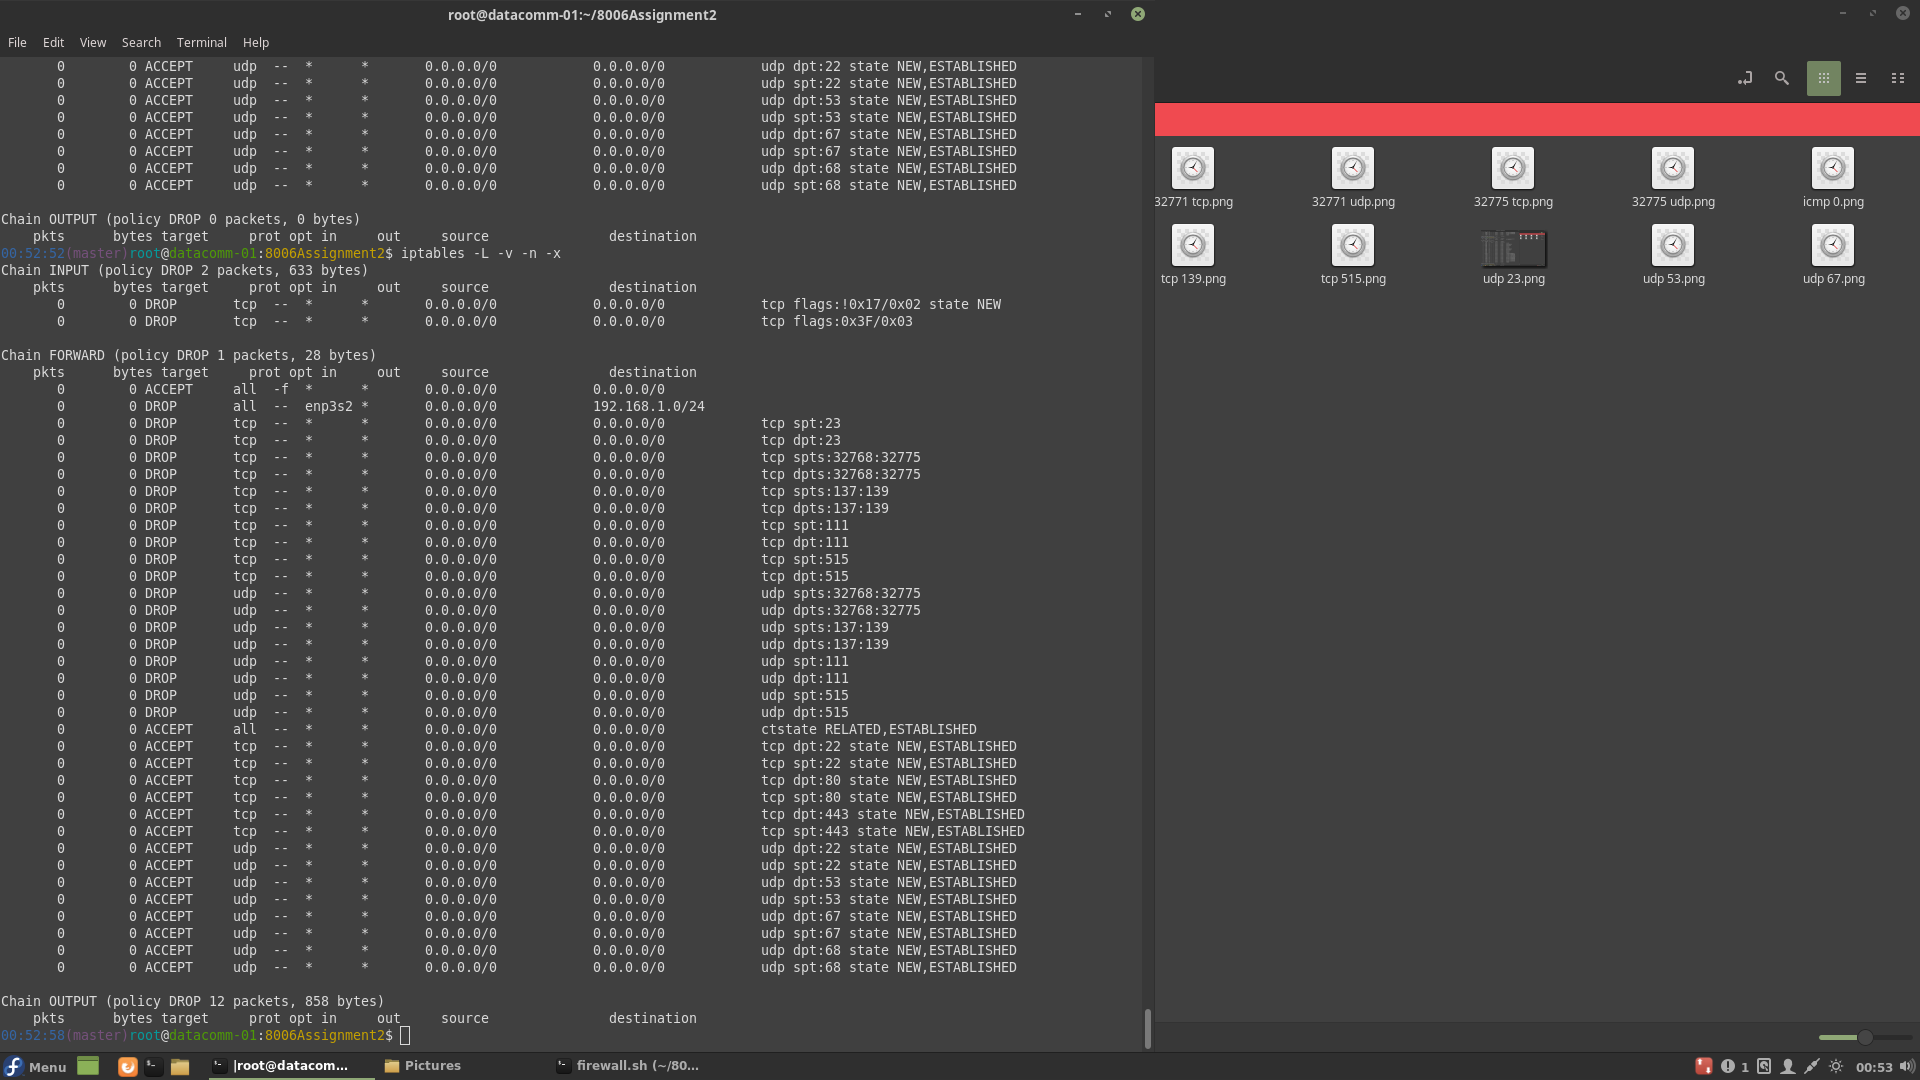 root@datacomm-01:~/8006Assignment2
File Edit View Search Terminal Help
0 0 ACCEPT udp -- * * 0.0.0.0/0 0.0.0.0/0 udp dpt:22 state NEW,ESTABLISHED
0 0 ACCEPT udp -- * * 0.0.0.0/0 0.0.0.0/0 udp spt:22 state NEW,ESTABLISHED
0 0 ACCEPT udp -- * * 0.0.0.0/0 0.0.0.0/0 udp dpt:53 state NEW,ESTABLISHED
0 0 ACCEPT udp -- * * 0.0.0.0/0 0.0.0.0/0 udp spt:53 state NEW,ESTABLISHED
0 0 ACCEPT udp -- * * 0.0.0.0/0 0.0.0.0/0 udp dpt:67 state NEW,ESTABLISHED
0 0 ACCEPT udp -- * * 0.0.0.0/0 0.0.0.0/0 udp spt:67 state NEW,ESTABLISHED
0 0 ACCEPT udp -- * * 0.0.0.0/0 0.0.0.0/0 udp dpt:68 state NEW,ESTABLISHED
0 0 ACCEPT udp -- * * 0.0.0.0/0 0.0.0.0/0 udp spt:68 state NEW,ESTABLISHED
Chain OUTPUT (policy DROP 0 packets, 0 bytes)
pkts bytes target prot opt in out source destination
00:52:52(master)root@datacomm-01:8006Assignment2$ iptables -L -v -n -x
Chain INPUT (policy DROP 2 packets, 633 bytes)
pkts bytes target prot opt in out source destination
0 0 DROP tcp -- * * 0.0.0.0/0 0.0.0.0/0 tcp flags:!0x17/0x02 state NEW
0 0 DROP tcp -- * * 0.0.0.0/0 0.0.0.0/0 tcp flags:0x3F/0x03
Chain FORWARD (policy DROP 1 packets, 28 bytes)
pkts bytes target prot opt in out source destination
0 0 ACCEPT all -f * * 0.0.0.0/0 0.0.0.0/0
0 0 DROP all -- enp3s2 * 0.0.0.0/0 192.168.1.0/24
0 0 DROP tcp -- * * 0.0.0.0/0 0.0.0.0/0 tcp spt:23
0 0 DROP tcp -- * * 0.0.0.0/0 0.0.0.0/0 tcp dpt:23
0 0 DROP tcp -- * * 0.0.0.0/0 0.0.0.0/0 tcp spts:32768:32775
0 0 DROP tcp -- * * 0.0.0.0/0 0.0.0.0/0 tcp dpts:32768:32775
0 0 DROP tcp -- * * 0.0.0.0/0 0.0.0.0/0 tcp spts:137:139
0 0 DROP tcp -- * * 0.0.0.0/0 0.0.0.0/0 tcp dpts:137:139
0 0 DROP tcp -- * * 0.0.0.0/0 0.0.0.0/0 tcp spt:111
0 0 DROP tcp -- * * 0.0.0.0/0 0.0.0.0/0 tcp dpt:111
0 0 DROP tcp -- * * 0.0.0.0/0 0.0.0.0/0 tcp spt:515
0 0 DROP tcp -- * * 0.0.0.0/0 0.0.0.0/0 tcp dpt:515
0 0 DROP udp -- * * 0.0.0.0/0 0.0.0.0/0 udp spts:32768:32775
0 0 DROP udp -- * * 0.0.0.0/0 0.0.0.0/0 udp dpts:32768:32775
0 0 DROP udp -- * * 0.0.0.0/0 0.0.0.0/0 udp spts:137:139
0 0 DROP udp -- * * 0.0.0.0/0 0.0.0.0/0 udp dpts:137:139
0 0 DROP udp -- * * 0.0.0.0/0 0.0.0.0/0 udp spt:111
0 0 DROP udp -- * * 0.0.0.0/0 0.0.0.0/0 udp dpt:111
0 0 DROP udp -- * * 0.0.0.0/0 0.0.0.0/0 udp spt:515
0 0 DROP udp -- * * 0.0.0.0/0 0.0.0.0/0 udp dpt:515
0 0 ACCEPT all -- * * 0.0.0.0/0 0.0.0.0/0 ctstate RELATED,ESTABLISHED
0 0 ACCEPT tcp -- * * 0.0.0.0/0 0.0.0.0/0 tcp dpt:22 state NEW,ESTABLISHED
0 0 ACCEPT tcp -- * * 0.0.0.0/0 0.0.0.0/0 tcp spt:22 state NEW,ESTABLISHED
0 0 ACCEPT tcp -- * * 0.0.0.0/0 0.0.0.0/0 tcp dpt:80 state NEW,ESTABLISHED
0 0 ACCEPT tcp -- * * 0.0.0.0/0 0.0.0.0/0 tcp spt:80 state NEW,ESTABLISHED
0 0 ACCEPT tcp -- * * 0.0.0.0/0 0.0.0.0/0 tcp dpt:443 state NEW,ESTABLISHED
0 0 ACCEPT tcp -- * * 0.0.0.0/0 0.0.0.0/0 tcp spt:443 state NEW,ESTABLISHED
0 0 ACCEPT udp -- * * 0.0.0.0/0 0.0.0.0/0 udp dpt:22 state NEW,ESTABLISHED
0 0 ACCEPT udp -- * * 0.0.0.0/0 0.0.0.0/0 udp spt:22 state NEW,ESTABLISHED
0 0 ACCEPT udp -- * * 0.0.0.0/0 0.0.0.0/0 udp dpt:53 state NEW,ESTABLISHED
0 0 ACCEPT udp -- * * 0.0.0.0/0 0.0.0.0/0 udp spt:53 state NEW,ESTABLISHED
0 0 ACCEPT udp -- * * 0.0.0.0/0 0.0.0.0/0 udp dpt:67 state NEW,ESTABLISHED
0 0 ACCEPT udp -- * * 0.0.0.0/0 0.0.0.0/0 udp spt:67 state NEW,ESTABLISHED
0 0 ACCEPT udp -- * * 0.0.0.0/0 0.0.0.0/0 udp dpt:68 state NEW,ESTABLISHED
0 0 ACCEPT udp -- * * 0.0.0.0/0 0.0.0.0/0 udp spt:68 state NEW,ESTABLISHED
Chain OUTPUT (policy DROP 12 packets, 858 bytes)
pkts bytes target prot opt in out source destination
00:52:58(master)root@datacomm-01:8006Assignment2$
32771 tcp.png 32771 udp.png 32775 tcp.png 32775 udp.png icmp 0.png
tcp 139.png tcp 515.png udp 23.png udp 53.png udp 67.png
Menu |root@datacom... Pictures firewall.sh (~/80... 1 00:53